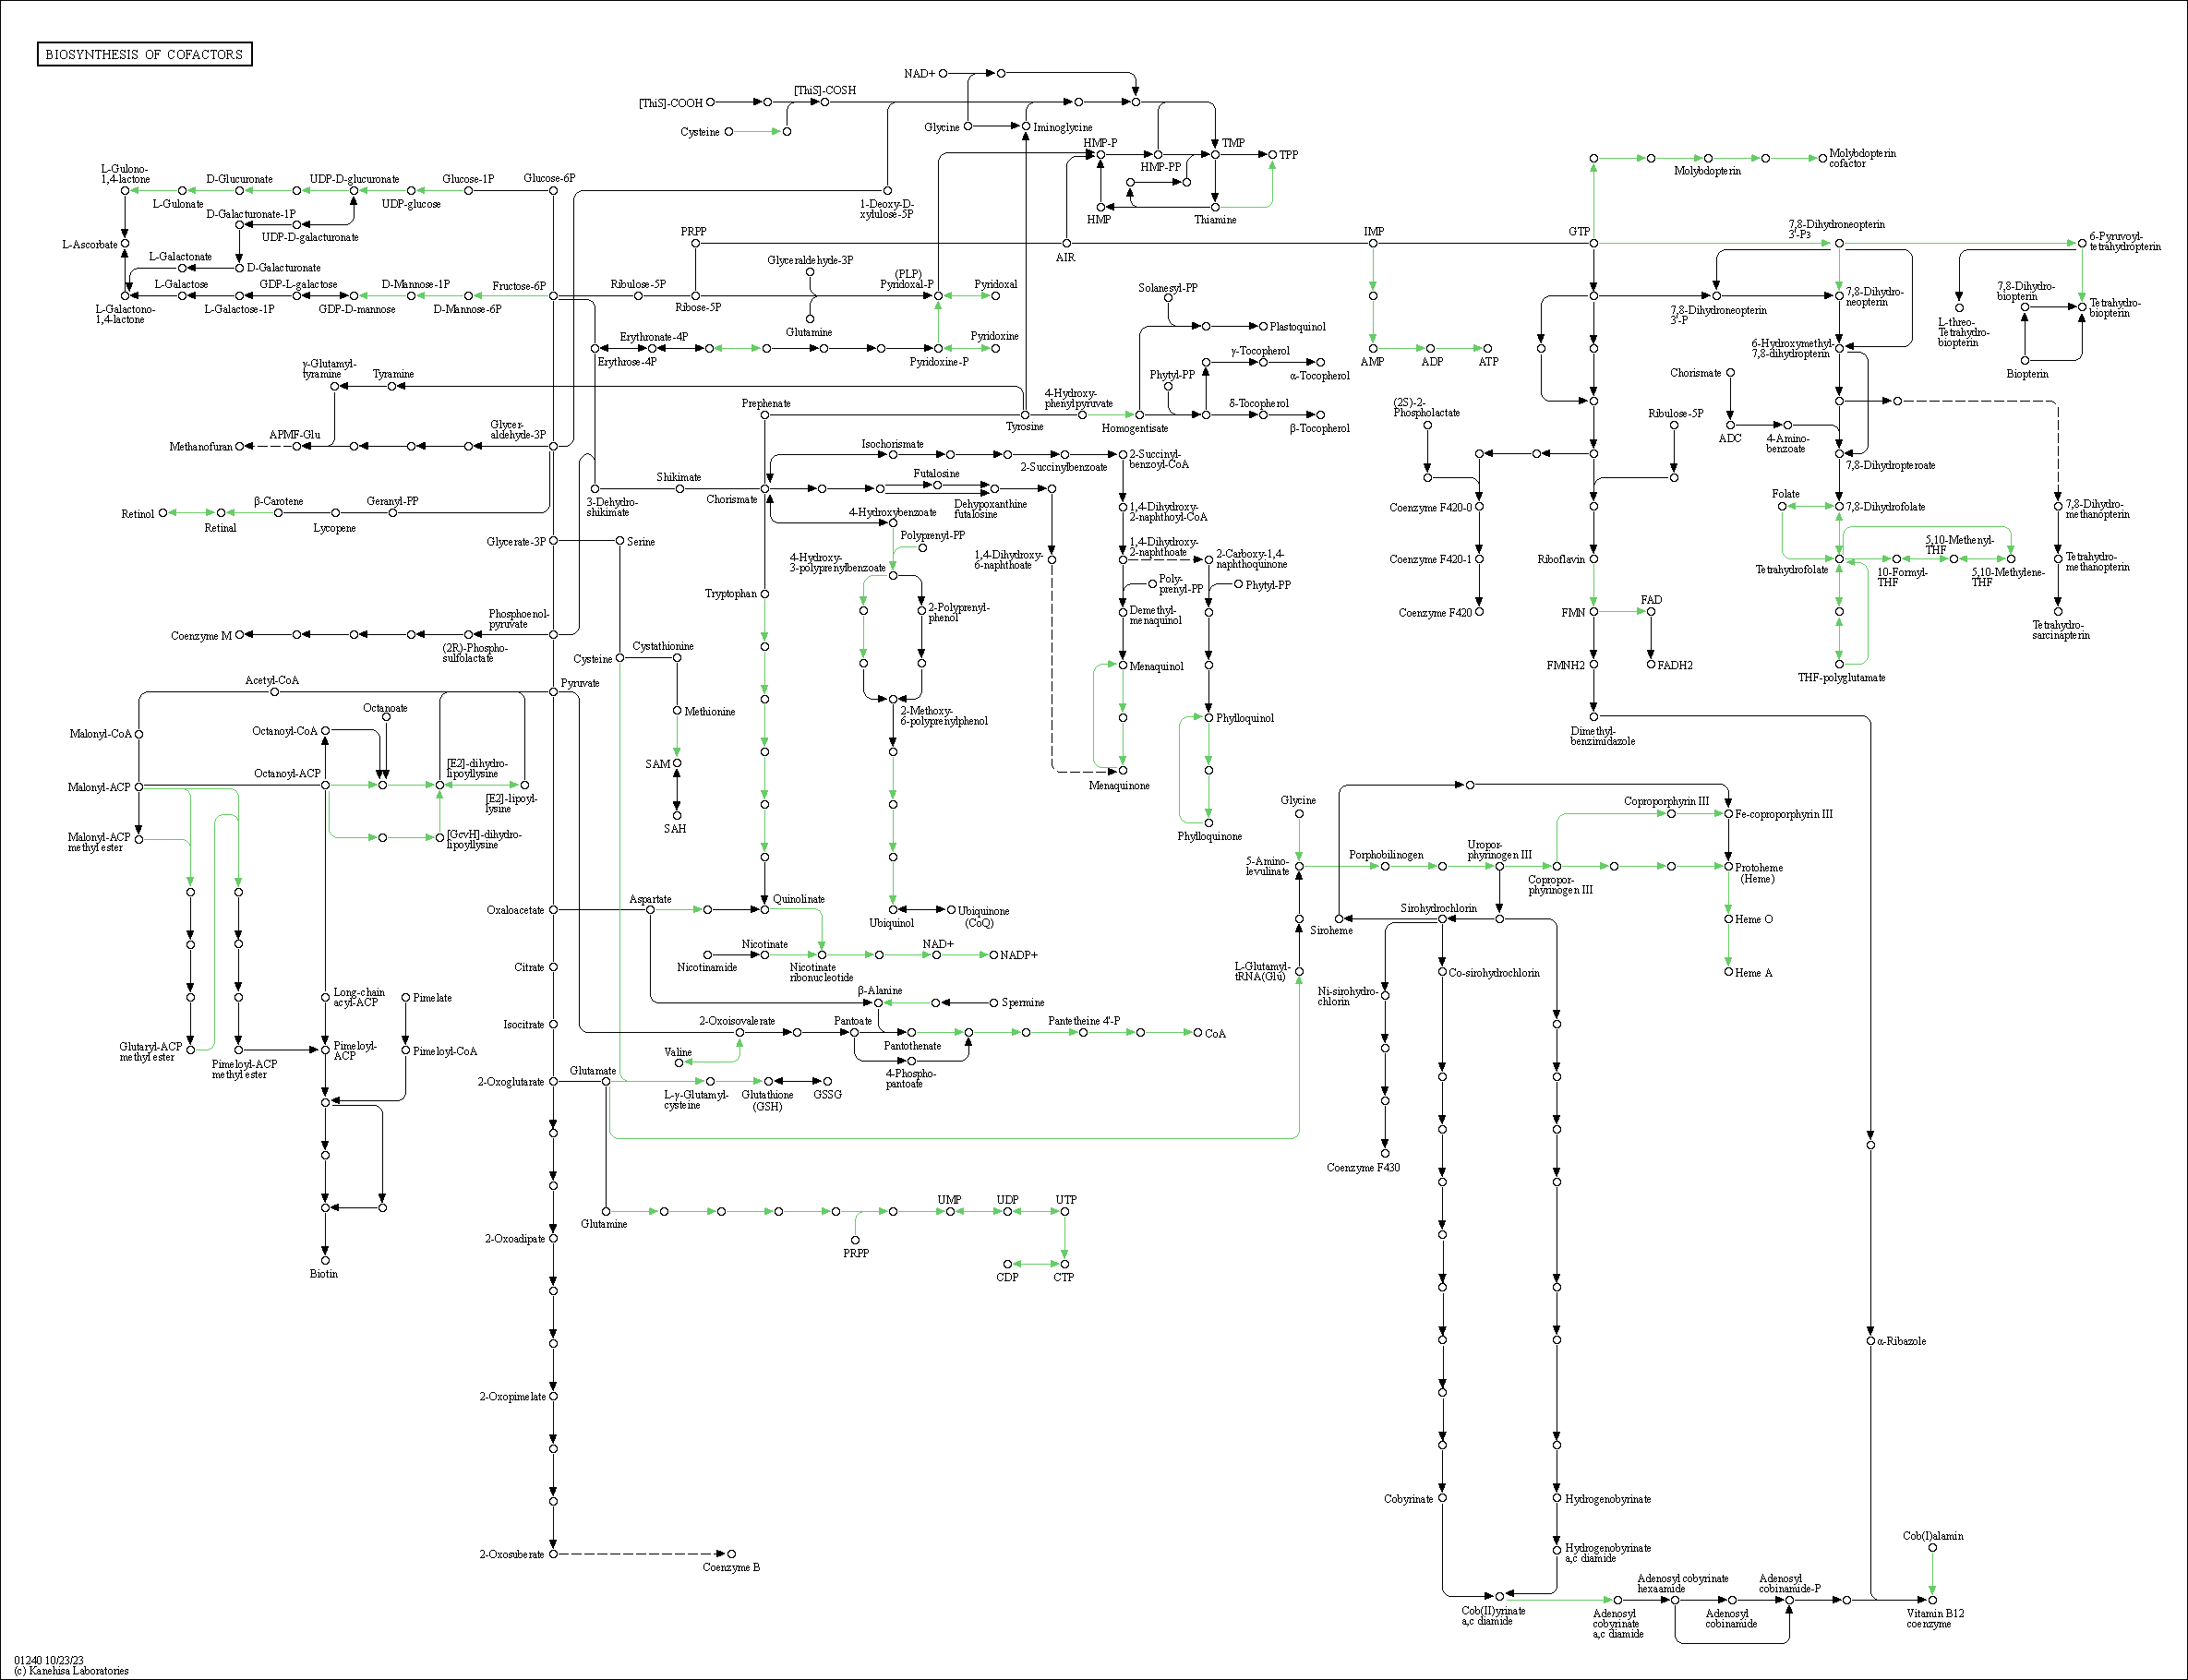 BIOSYNTHESIS OF COFACTORS
NAD+
[ThiS]-COOH
[ThiS]-COSH
Cysteine
Glycine
Iminoglycine
HMP-P
HMP-PP
TMP
TPP
HMP
Thiamine
L-Gulono-
1,4-lactone
D-Glucuronate
UDP-D-glucuronate
Glucose-1P
Glucose-6P
L-Gulonate
UDP-glucose
D-Galacturonate-1P
UDP-D-galacturonate
L-Ascorbate
L-Galactonate
D-Galacturonate
L-Galactose
GDP-L-galactose
D-Mannose-1P
Fructose-6P
L-Galactono-
1,4-lactone
L-Galactose-1P
GDP-D-mannose
D-Mannose-6P
1-Deoxy-D-
xylulose-5P
PRPP
AIR
IMP
GTP
Glyceraldehyde-3P
Ribulose-5P
Ribose-5P
(PLP)
Pyridoxal-P
Pyridoxal
Glutamine
Erythronate-4P
Erythrose-4P
Pyridoxine-P
Pyridoxine
Molybdopterin
Molybdopterin
cofactor
7,8-Dihydroneopterin
3'-P3
6-Pyruvoyl-
tetrahydropterin
7,8-Dihydroneopterin
3'-P
7,8-Dihydro-
neopterin
L-threo-
Tetrahydro-
biopterin
7,8-Dihydro-
biopterin
Tetrahydro-
biopterin
Biopterin
6-Hydroxymethyl-
7,8-dihydropterin
AMP
ADP
ATP
Solanesyl-PP
Plastoquinol
γ-Tocopherol
α-Tocopherol
Phytyl-PP
δ-Tocopherol
β-Tocopherol
4-Hydroxy-
phenylpyruvate
Homogentisate
Tyrosine
Prephenate
γ-Glutamyl-
tyramine
Tyramine
Methanofuran
APMF-Glu
Glycer-
aldehyde-3P
Retinol
Retinal
β-Carotene
Lycopene
Geranyl-PP
Shikimate
3-Dehydro-
shikimate
Chorismate
Isochorismate
2-Succinylbenzoate
2-Succinyl-
benzoyl-CoA
Futalosine
Dehypoxanthine
futalosine
4-Hydroxybenzoate
Polyprenyl-PP
4-Hydroxy-
3-polyprenylbenzoate
2-Polyprenyl-
phenol
2-Methoxy-
6-polyprenylphenol
1,4-Dihydroxy-
2-naphthoyl-CoA
1,4-Dihydroxy-
2-naphthoate
1,4-Dihydroxy-
6-naphthoate
2-Carboxy-1,4-
naphthoquinone
Poly-
prenyl-PP
Phytyl-PP
Demethyl-
menaquinol
Menaquinol
Menaquinone
Phylloquinol
Phylloquinone
(2S)-2-
Phospholactate
Ribulose-5P
Chorismate
ADC
4-Amino-
benzoate
7,8-Dihydropteroate
Coenzyme F420-0
Coenzyme F420-1
Coenzyme F420
Riboflavin
FMN
FAD
FMNH2
FADH2
Dimethyl-
benzimidazole
Folate
7,8-Dihydrofolate
5,10-Methenyl-
THF
Tetrahydrofolate
10-Formyl-
THF
5,10-Methylene-
THF
THF-polyglutamate
7,8-Dihydro-
methanopterin
Tetrahydro-
methanopterin
Tetrahydro-
sarcinapterin
Glycerate-3P
Serine
Tryptophan
Phosphoenol-
pyruvate
Coenzyme M
(2R)-Phospho-
sulfolactate
Cysteine
Cystathionine
Methionine
SAM
SAH
Acetyl-CoA
Pyruvate
Malonyl-CoA
Octanoyl-CoA
Octanoate
Malonyl-ACP
Octanoyl-ACP
[E2]-dihydro-
lipoyllysine
[E2]-lipoyl-
lysine
Malonyl-ACP
methyl ester
[GcvH]-dihydro-
lipoyllysine
Glycine
5-Amino-
levulinate
Porphobilinogen
Uropor-
phyrinogen III
Copropor-
phyrinogen III
Coproporphyrin III
Fe-coproporphyrin III
Protoheme
(Heme)
Heme O
Heme A
Sirohydrochlorin
Siroheme
L-Glutamyl-
tRNA(Glu)
Ni-sirohydro-
chlorin
Co-sirohydrochlorin
Coenzyme F430
Oxaloacetate
Aspartate
Quinolinate
Ubiquinol
Ubiquinone
(CoQ)
Nicotinamide
Nicotinate
Nicotinate
ribonucleotide
NAD+
NADP+
Citrate
β-Alanine
Spermine
Long-chain
acyl-ACP
Pimelate
Isocitrate
2-Oxoisovalerate
Pantoate
Pantothenate
Pantetheine 4'-P
CoA
Valine
4-Phospho-
pantoate
Glutaryl-ACP
methyl ester
Pimeloyl-ACP
methyl ester
Pimeloyl-
ACP
Pimeloyl-CoA
2-Oxoglutarate
Glutamate
L-γ-Glutamyl-
cysteine
Glutathione
(GSH)
GSSG
Glutamine
PRPP
UMP
UDP
UTP
CDP
CTP
2-Oxoadipate
Biotin
α-Ribazole
2-Oxopimelate
Cobyrinate
Hydrogenobyrinate
2-Oxosuberate
Coenzyme B
Hydrogenobyrinate
a,c diamide
Cob(I)alamin
Cob(II)yrinate
a,c diamide
Adenosyl
cobyrinate
a,c diamide
Adenosyl cobyrinate
hexaamide
Adenosyl
cobinamide
Adenosyl
cobinamide-P
Vitamin B12
coenzyme
01240 10/23/23
(c) Kanehisa Laboratories